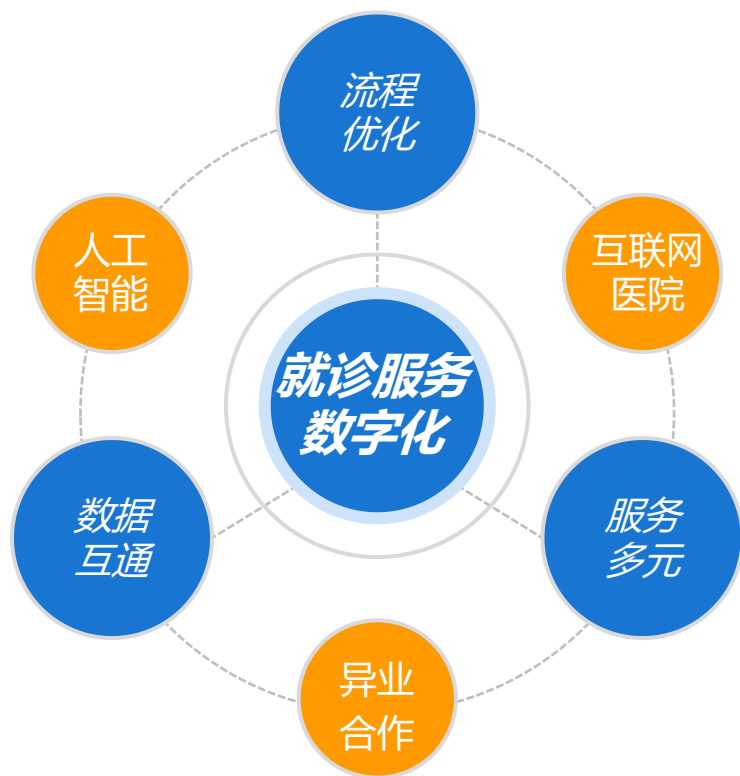 流程
优化
人工
智能
互联网
医院
就诊服务
数字化
数据
互通
服务
多元
异业
合作